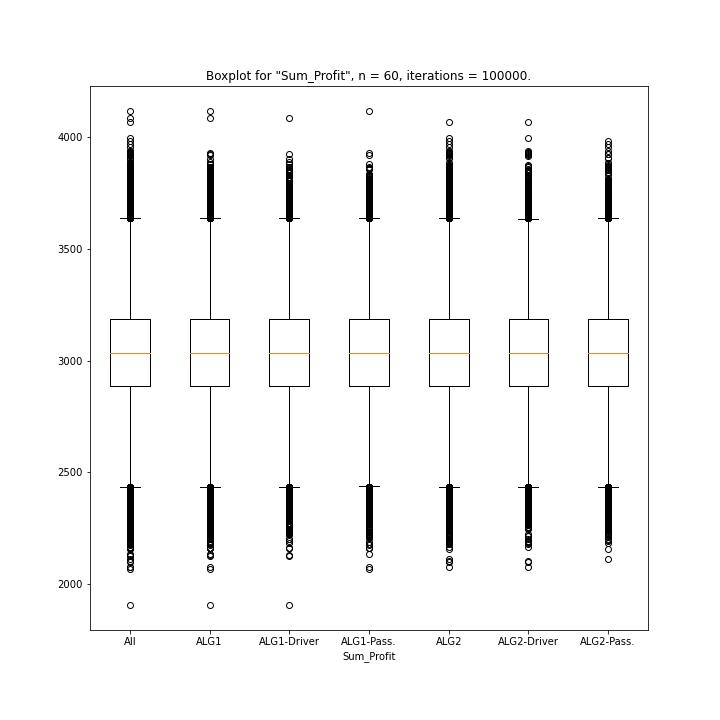 Boxplot for "Sum_Profit", n = 60, iterations = 100000.
4000
3500
3000
2500
2000
All ALG1 ALG1-Driver ALG1-Pass. ALG2 ALG2-Driver ALG2-Pass.
Sum_Profit